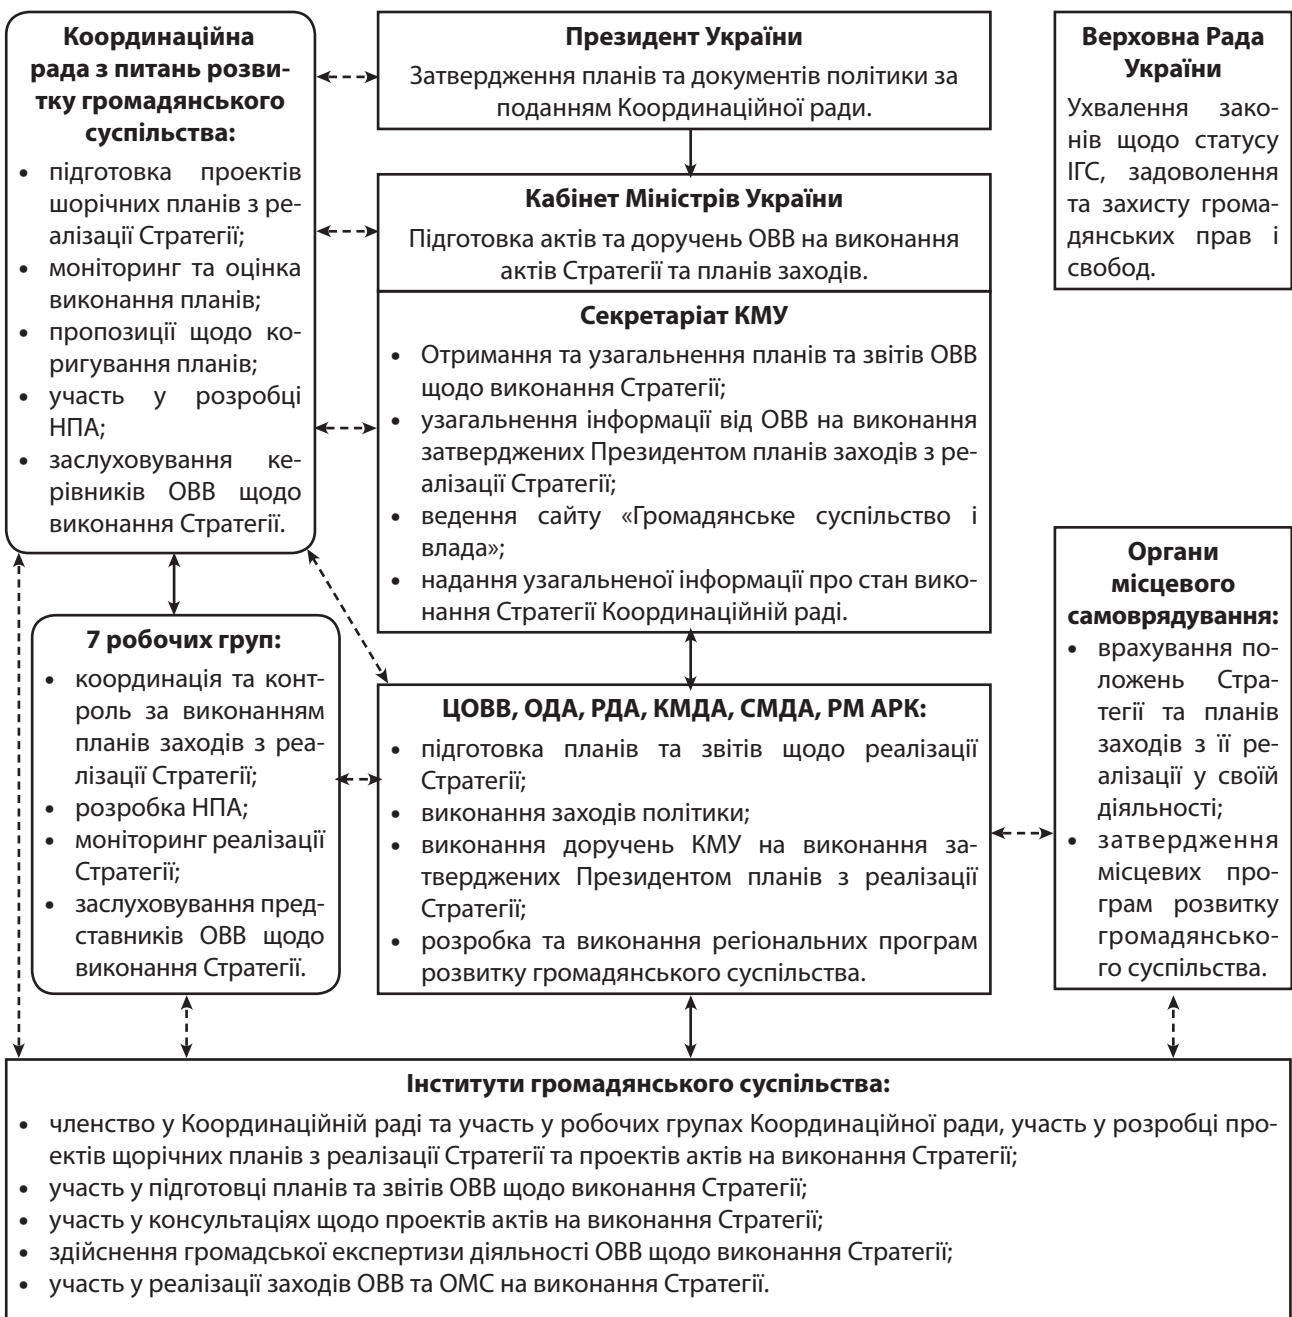 Координаційна
рада з питань розви-
тку громадянського
суспільства:
• підготовка проектів
шорічних планів з ре-
алізації Стратегії;
• моніторинг та оцінка
виконання планів;
• пропозиції щодо ко-
ригування планів;
• участь у розробці
НПА;
• заслуховування ке-
рівників ОВВ щодо
виконання Стратегії.
Президент України
Затвердження планів та документів політики за
поданням Координаційної ради.
Кабінет Міністрів України
Підготовка актів та доручень ОВВ на виконання
актів Стратегії та планів заходів.
Секретаріат КМУ
• Отримання та узагальнення планів та звітів ОВВ
щодо виконання Стратегії;
• узагальнення інформації від ОВВ на виконання
затверджених Президентом планів заходів з ре-
алізації Стратегії;
• ведення сайту «Громадянське суспільство і
влада»;
• надання узагальненої інформації про стан вико-
нання Стратегії Координаційній раді.
Верховна Рада
України
Ухвалення зако-
нів щодо статусу
ІГС, задоволення
та захисту грома-
дянських прав і
свобод.
7 робочих груп:
• координація та конт-
роль за виконанням
планів заходів з реа-
лізації Стратегії;
• розробка НПА;
• моніторинг реалізації
Стратегії;
• заслуховування пред-
ставників ОВВ щодо
виконання Стратегії.
ЦОВВ, ОДА, РДА, КМДА, СМДА, РМ АРК:
• підготовка планів та звітів щодо реалізації
Стратегії;
• виконання заходів політики;
• виконання доручень КМУ на виконання за-
тверджених Президентом планів з реалізації
Стратегії;
• розробка та виконання регіональних програм
розвитку громадянського суспільства.
Органи
місцевого
самоврядування:
• врахування по-
ложень Стра-
тегії та планів
заходів з її ре-
алізації у своїй
діяльності;
• затвердження
місцевих про-
грам розвитку
громадянсько-
го суспільства.
Інститути громадянського суспільства:
• членство у Координаційній раді та участь у робочих групах Координаційної ради, участь у розробці про-
ектів щорічних планів з реалізації Стратегії та проектів актів на виконання Стратегії;
• участь у підготовці планів та звітів ОВВ щодо виконання Стратегії;
• участь у консультаціях щодо проектів актів на виконання Стратегії;
• здійснення громадської експертизи діяльності ОВВ щодо виконання Стратегії;
• участь у реалізації заходів ОВВ та ОМС на виконання Стратегії.